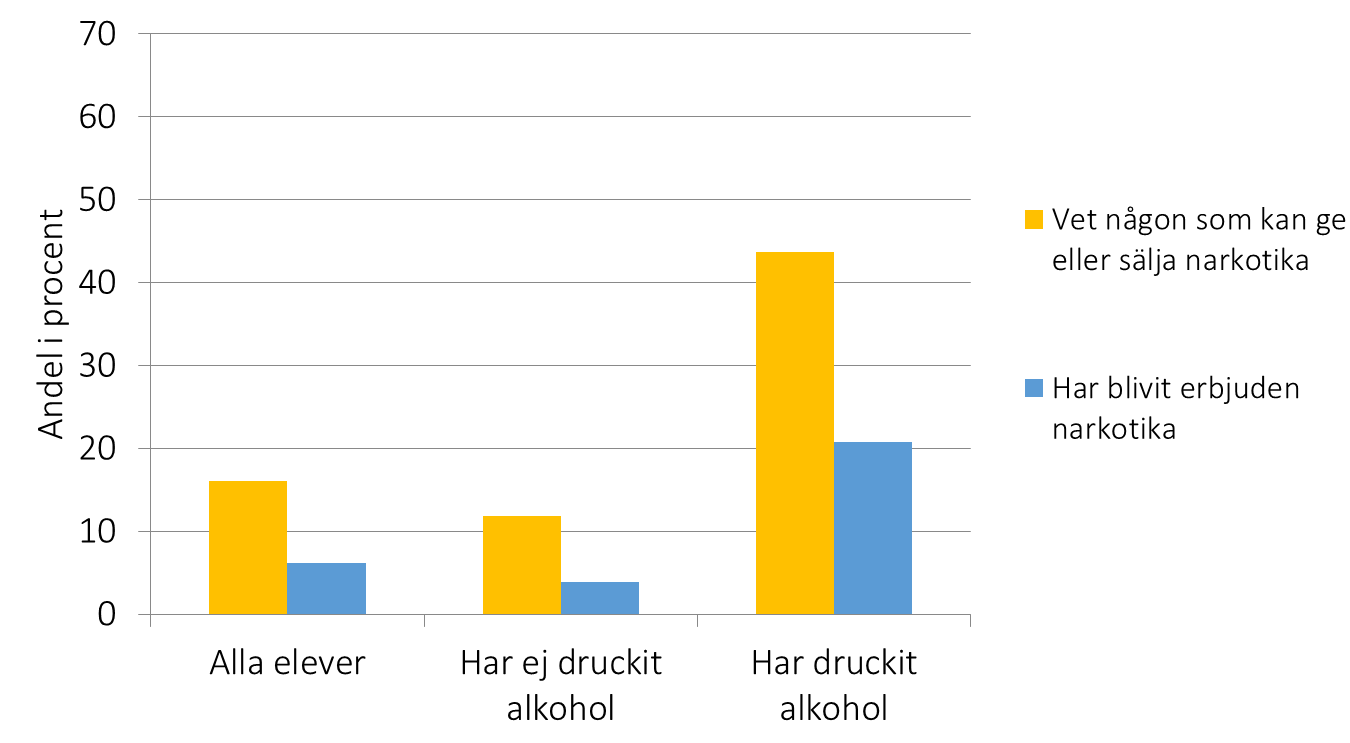 70
60
50
40
30
20
10
0
Andel i procent
Alla elever
Har ej druckit
alkohol
Har druckit
alkohol
Vet någon som kan ge
eller sälja narkotika
Har blivit erbjuden
narkotika